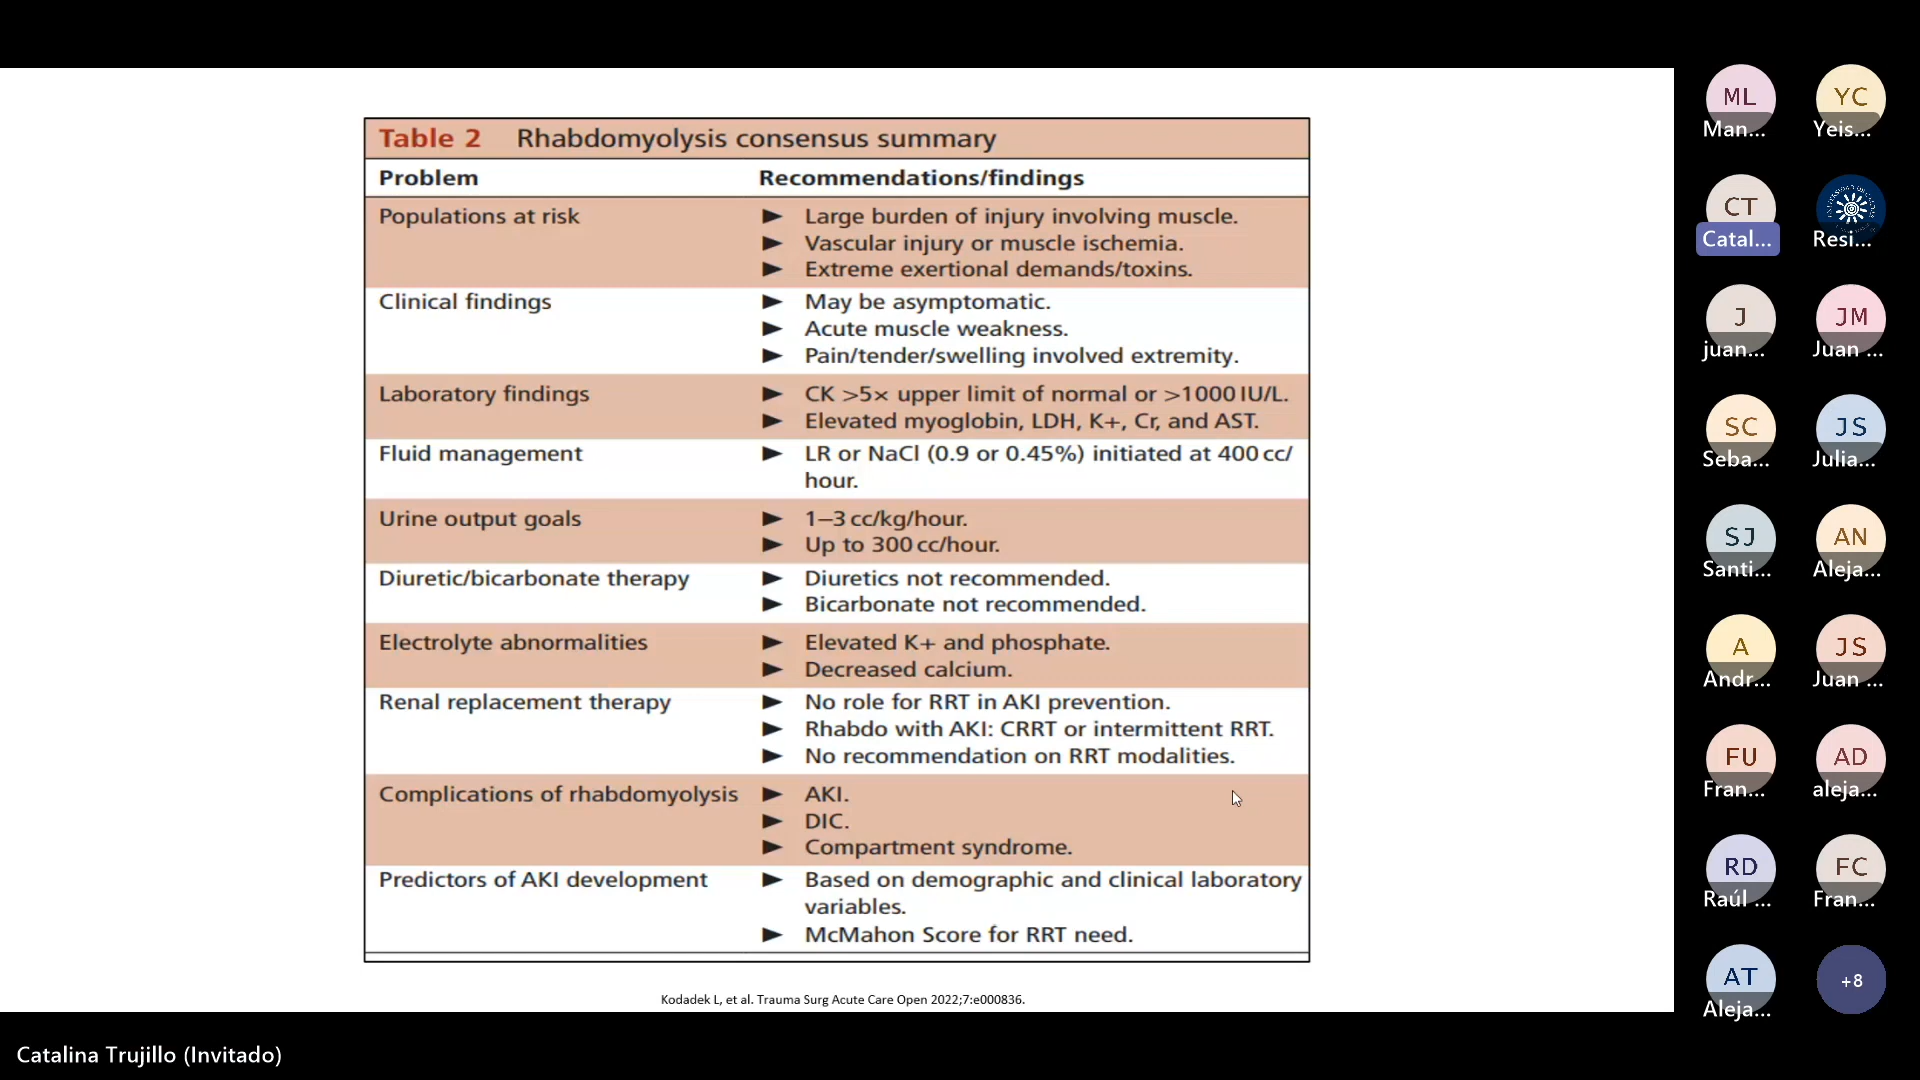 Table 2 Rhabdomyolysis consensus summary
Problem Recommendations/findings
Populations at risk ► Large burden of injury involving muscle.
► Vascular injury or muscle ischemia.
► Extreme exertional demands/toxins.
Clinical findings ► May be asymptomatic.
► Acute muscle weakness.
► Pain/tender/swelling involved extremity.
Laboratory findings ► CK >5× upper limit of normal or >1000 IU/L.
► Elevated myoglobin, LDH, K+, Cr, and AST.
Fluid management ► LR or NaCl (0.9 or 0.45%) initiated at 400 cc/
hour.
Urine output goals ► 1–3 cc/kg/hour.
► Up to 300 cc/hour.
Diuretic/bicarbonate therapy ► Diuretics not recommended.
► Bicarbonate not recommended.
Electrolyte abnormalities ► Elevated K+ and phosphate.
► Decreased calcium.
Renal replacement therapy ► No role for RRT in AKI prevention.
► Rhabdo with AKI: CRRT or intermittent RRT.
► No recommendation on RRT modalities.
Complications of rhabdomyolysis ► AKI.
► DIC.
► Compartment syndrome.
Predictors of AKI development ► Based on demographic and clinical laboratory
variables.
► McMahon Score for RRT need.
Kodadek L, et al. Trauma Surg Acute Care Open 2022;7:e000836.
ML YC
Man... Yeis...
CT
Catal... Resi...
J JM
juan... Juan ...
SC JS
Seba... Julia...
SJ AN
Santi... Aleja...
A JS
Andr... Juan ...
FU AD
Fran... aleja...
RD FC
Raúl ... Fran...
AT +8
Aleja...
Catalina Trujillo (Invitado)